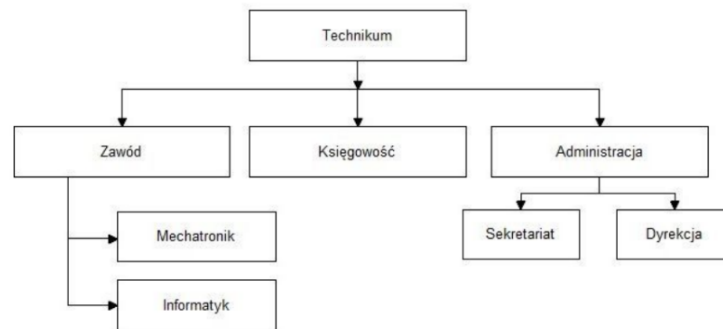 Technikum
Zawód
Księgowość
Administracja
Mechatronik
Informatyk
Sekretariat
Dyrekcja